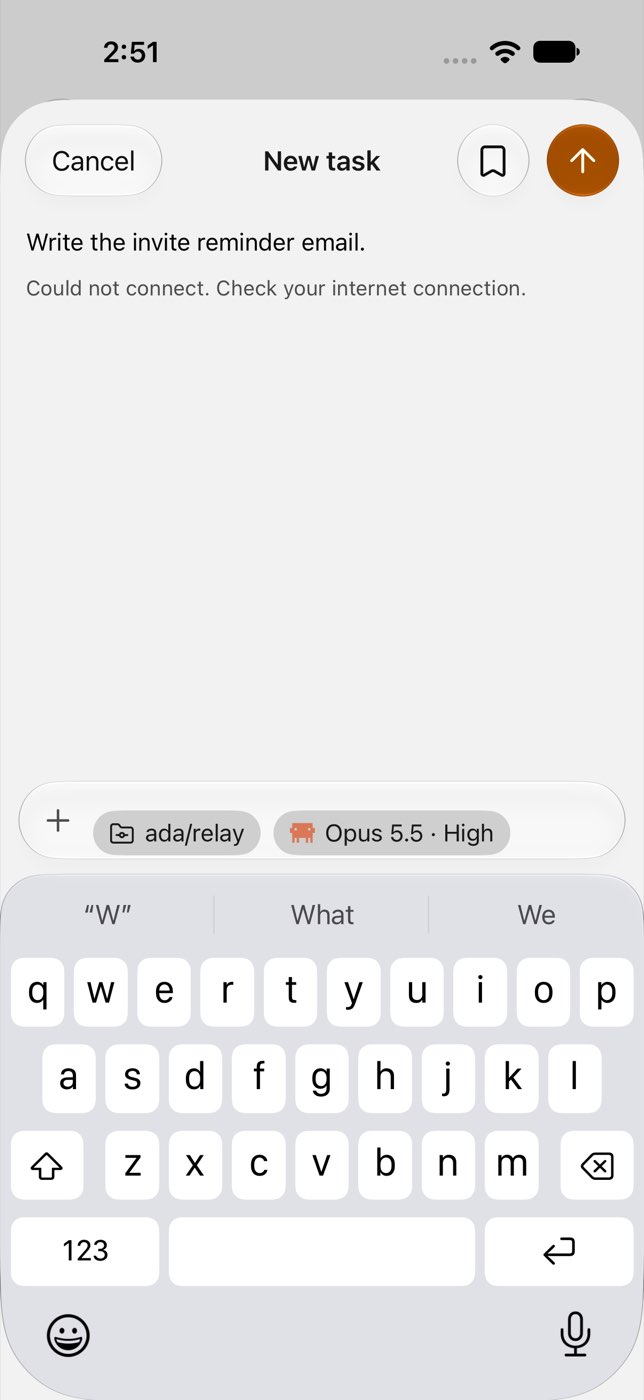 2:51
Cancel
New task
Write the invite reminder email.
Could not connect. Check your internet connection.
ada/relay
Opus 5.5 · High
“W”
What
We
q w e r t y u i o p
a s d f g h j k l
z x c v b n m
123